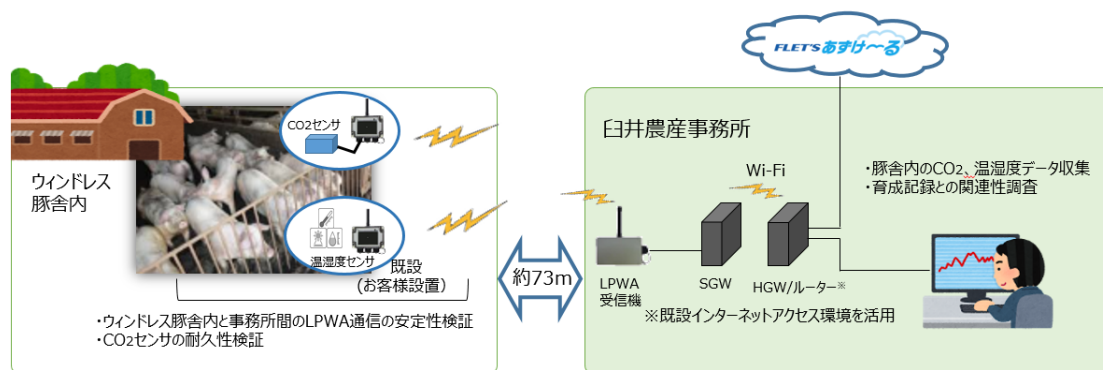 FLET'S あずけ〜る
CO2センサ
ウィンドレス
豚舎内
温湿度センサ
既設
(お客様設置)
・ウィンドレス豚舎内と事務所間のLPWA通信の安定性検証
・CO2センサの耐久性検証
約73m
臼井農産事務所
・豚舎内のCO2、温湿度データ収集
・育成記録との関連性調査
Wi-Fi
LPWA
受信機
SGW
HGW/ルーター※
※既設インターネットアクセス環境を活用